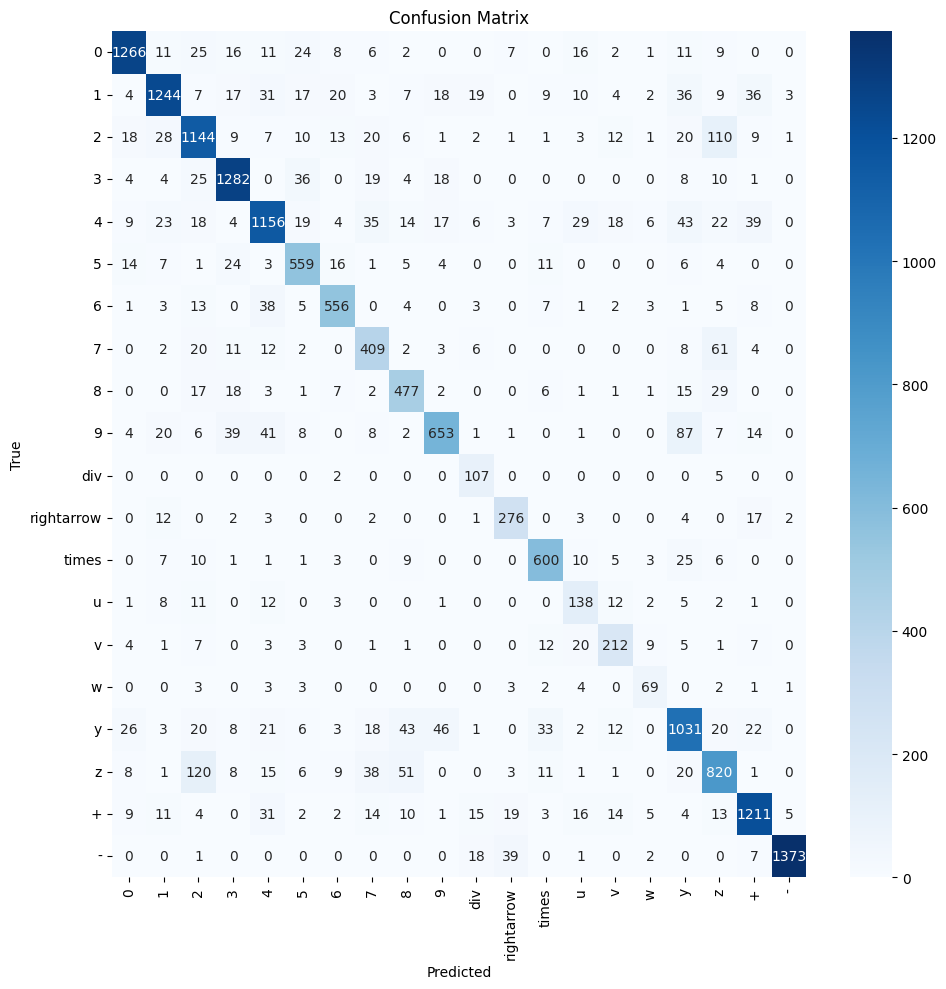 Confusion Matrix
0 1266 11 25 16 11 24 8 6 2 0 0 7 0 16 2 1 11 9 0 0
1 4 1244 7 17 31 17 20 3 7 18 19 0 9 10 4 2 36 9 36 3
2 18 28 1144 9 7 10 13 20 6 1 2 1 1 3 12 1 20 110 9 1
3 4 4 25 1282 0 36 0 19 4 18 0 0 0 0 0 0 8 10 1 0
4 9 23 18 4 1156 19 4 35 14 17 6 3 7 29 18 6 43 22 39 0
5 14 7 1 24 3 559 16 1 5 4 0 0 11 0 0 0 6 4 0 0
6 1 3 13 0 38 5 556 0 4 0 3 0 7 1 2 3 1 5 8 0
7 0 2 20 11 12 2 0 409 2 3 6 0 0 0 0 0 8 61 4 0
8 0 0 17 18 3 1 7 2 477 2 0 0 6 1 1 1 15 29 0 0
9 4 20 6 39 41 8 0 8 2 653 1 1 0 1 0 0 87 7 14 0
div 0 0 0 0 0 0 2 0 0 0 107 0 0 0 0 0 0 5 0 0
rightarrow 0 12 0 2 3 0 0 2 0 0 1 276 0 3 0 0 4 0 17 2
times 0 7 10 1 1 1 3 0 9 0 0 0 600 10 5 3 25 6 0 0
u 1 8 11 0 12 0 3 0 0 1 0 0 0 138 12 2 5 2 1 0
v 4 1 7 0 3 3 0 1 1 0 0 0 12 20 212 9 5 1 7 0
w 0 0 3 0 3 3 0 0 0 0 0 3 2 4 0 69 0 2 1 1
y 26 3 20 8 21 6 3 18 43 46 1 0 33 2 12 0 1031 20 22 0
z 8 1 120 8 15 6 9 38 51 0 0 3 11 1 1 0 20 820 1 0
+ 9 11 4 0 31 2 2 14 10 1 15 19 3 16 14 5 4 13 1211 5
- 0 0 1 0 0 0 0 0 0 0 18 39 0 1 0 2 0 0 7 1373
0 1 2 3 4 5 6 7 8 9 div rightarrow times u v w y z + -
Predicted
True
1200
1000
800
600
400
200
0